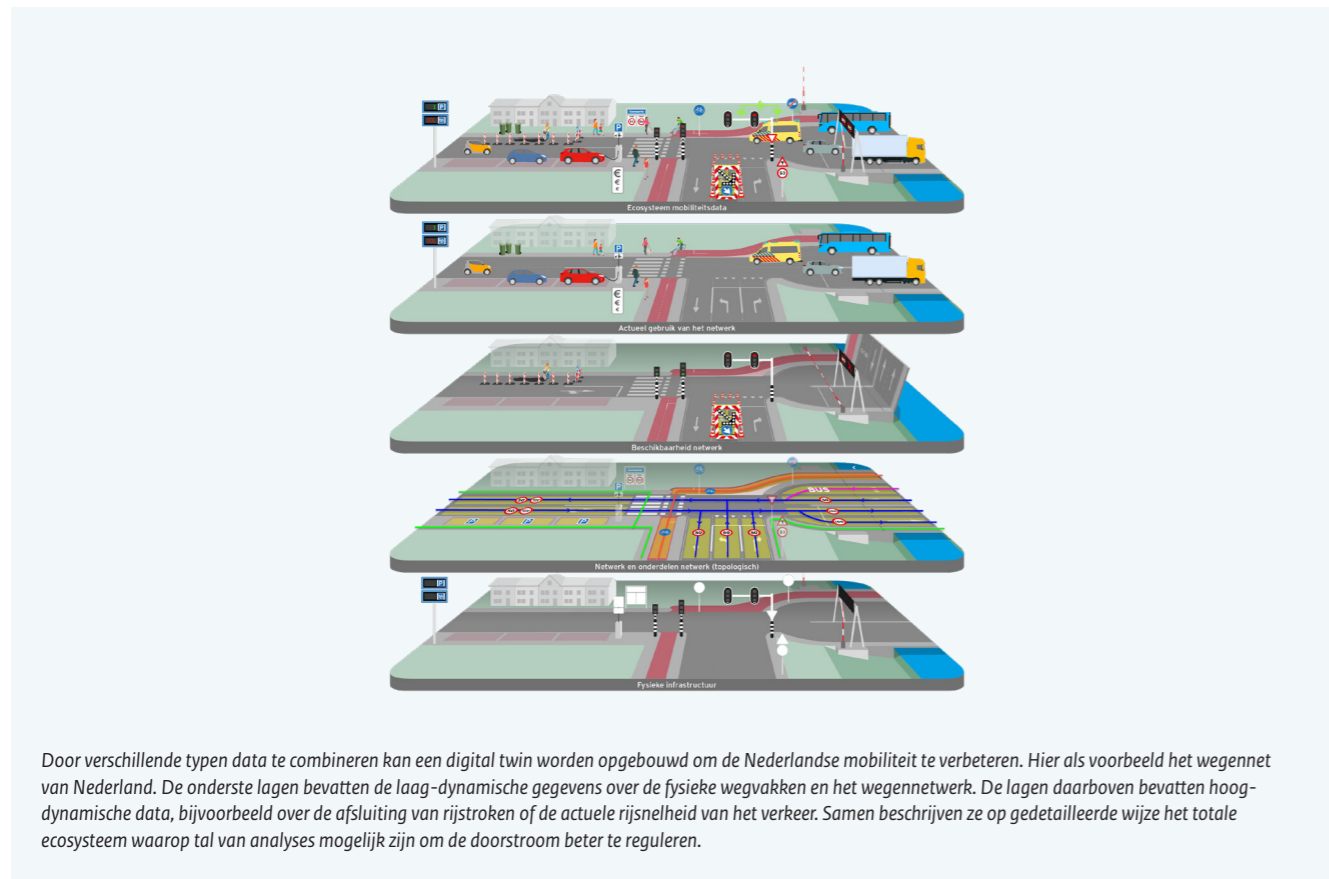 Ecosysteem mobiliteitsdata
Actueel gebruik van het netwerk
Beschikbaarheid netwerk
BUS
Netwerk en onderdelen netwerk (topologisch)
Fysieke infrastructuur
Door verschillende typen data te combineren kan een digital twin worden opgebouwd om de Nederlandse mobiliteit te verbeteren. Hier als voorbeeld het wegennet
van Nederland. De onderste lagen bevatten de laag-dynamische gegevens over de fysieke wegvakken en het wegennetwerk. De lagen daarboven bevatten hoog-
dynamische data, bijvoorbeeld over de afsluiting van rijstroken of de actuele rijsnelheid van het verkeer. Samen beschrijven ze op gedetailleerde wijze het totale
ecosysteem waarop tal van analyses mogelijk zijn om de doorstroom beter te reguleren.